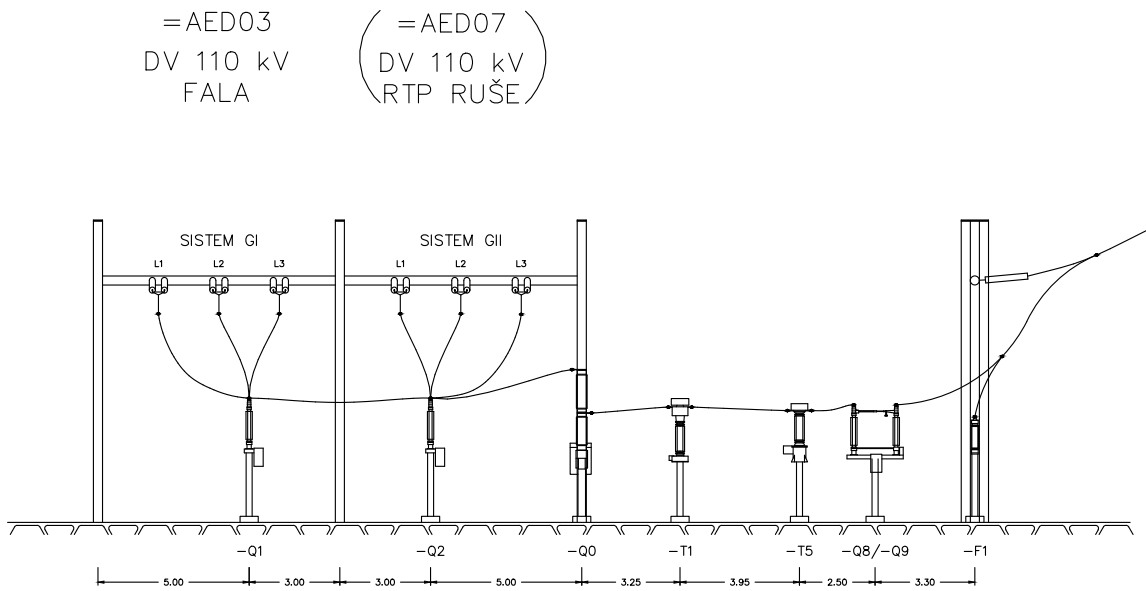 =AED03
DV 110 kV
FALA
=AED07
DV 110 kV
RTP RUŠE
SISTEM GI
SISTEM GII
L1 L2 L3 L1 L2 L3
-Q1 -Q2 -Q0 -T1 -T5 -Q8/-Q9 -F1
5.00 3.00 3.00 5.00 3.25 3.95 2.50 3.30